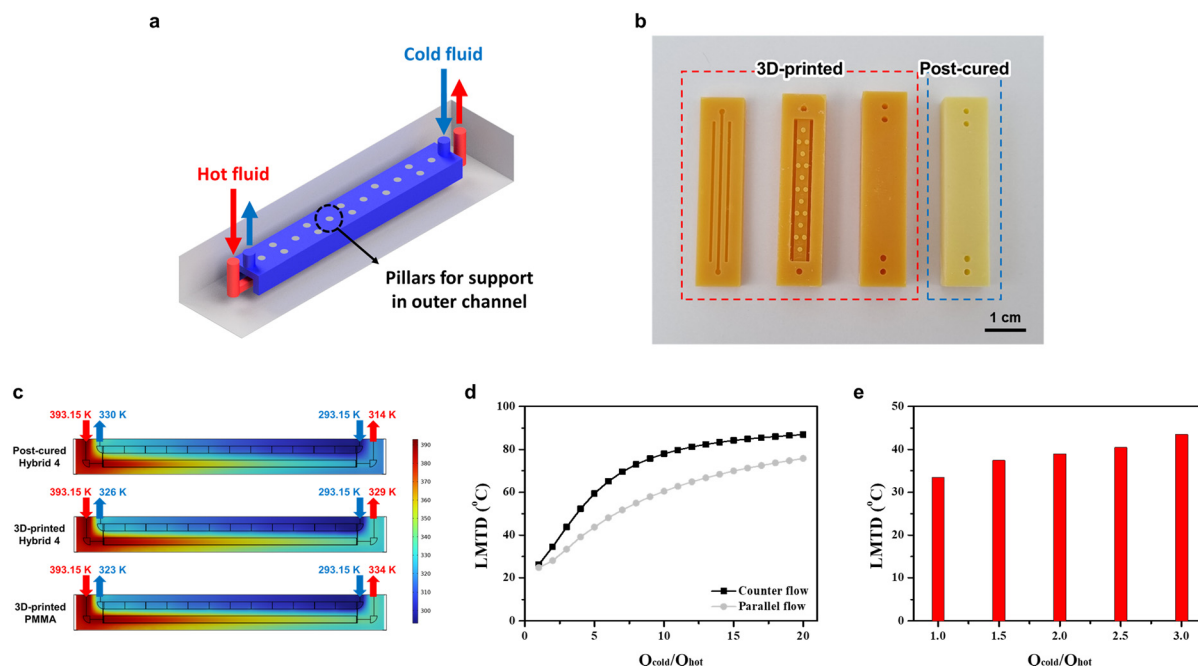 a
Cold fluid
Hot fluid
Pillars for support
in outer channel
b
3D-printed
Post-cured
1 cm
c
393.15 K 330 K 293.15 K 314 K
Post-cured
Hybrid 4
393.15 K 326 K 293.15 K 329 K
3D-printed
Hybrid 4
393.15 K 323 K 293.15 K 334 K
3D-printed
PMMA
390
380
370
360
350
340
330
320
310
300
d
LMTD (°C)
100
80
60
40
20
0
0 5 10 15 20
Counter flow
Parallel flow
Qcold/Qhot
e
LMTD (°C)
50
40
30
20
10
0
1.0 1.5 2.0 2.5 3.0
Qcold/Qhot